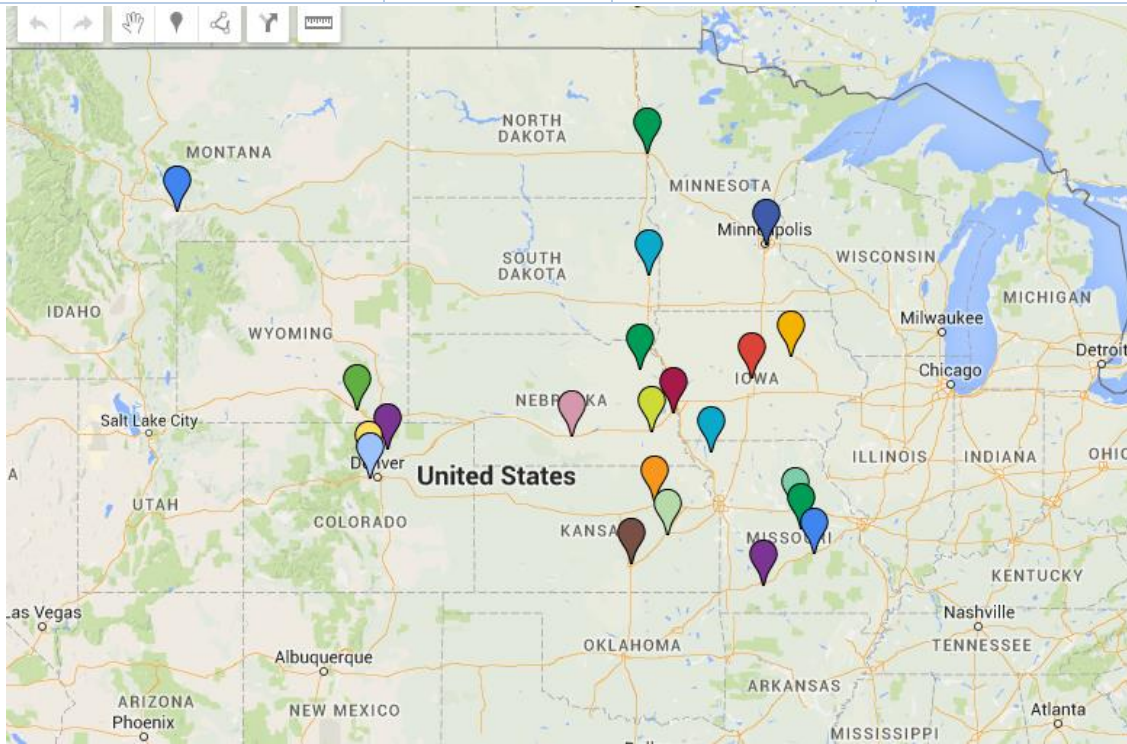 NORTH
DAKOTA
MONTANA
MINNESOTA
Minneapolis
WISCONSIN
SOUTH
DAKOTA
MICHIGAN
IDAHO
WYOMING
Milwaukee
Detroit
IOWA
Chicago
NEBRASKA
Salt Lake City
Denver
United States
ILLINOIS
INDIANA
OHIO
A
UTAH
COLORADO
KANSAS
MISSOURI
KENTUCKY
Las Vegas
Nashville
TENNESSEE
OKLAHOMA
Albuquerque
ARKANSAS
ARIZONA
NEW MEXICO
Phoenix
Atlanta
MISSISSIPPI